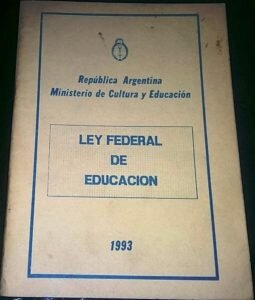 República Argentina
Ministerio de Cultura y Educación
LEY FEDERAL
DE
EDUCACION
1993